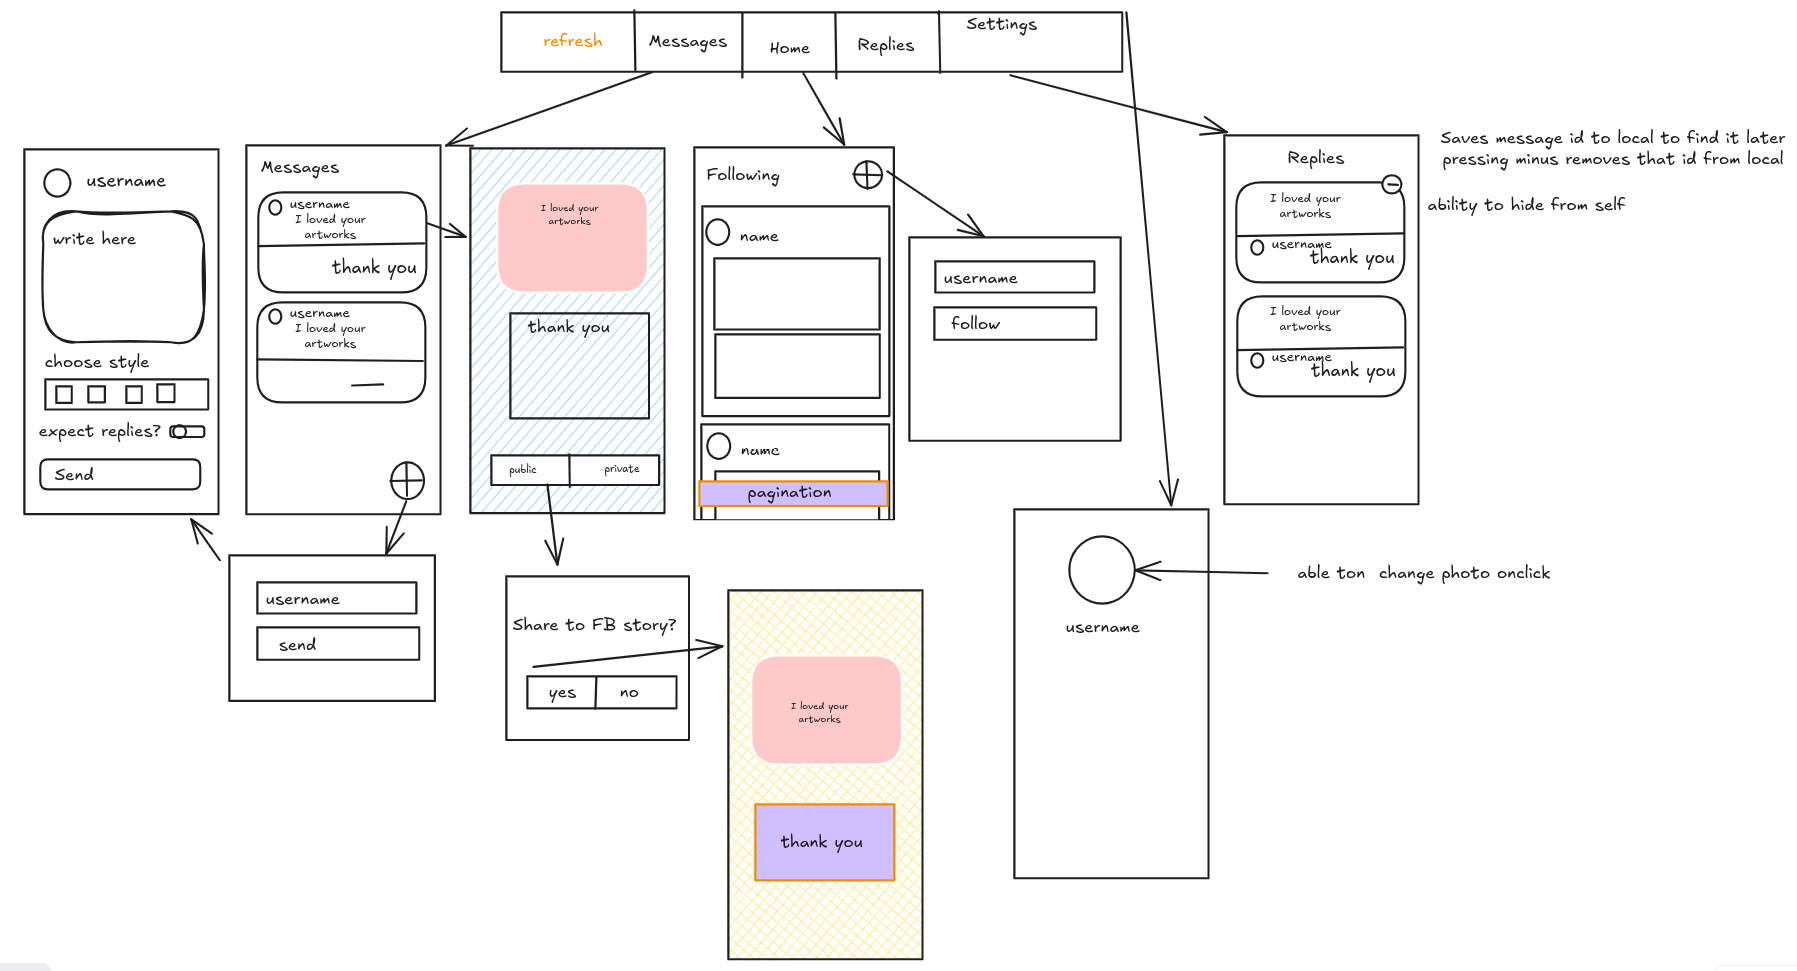 refresh
Messages
Home
Replies
Settings
username
write here
choose style
expect replies?
Send
Messages
username
I loved your
artworks
thank you
username
I loved your
artworks
username
send
I loved your
artworks
thank you
public
private
Share to FB story?
yes
no
I loved your
artworks
thank you
Following
name
name
pagination
username
follow
username
able ton change photo onclick
Replies
I loved your
artworks
username
thank you
I loved your
artworks
username
thank you
Saves message id to local to find it later
pressing minus removes that id from local
ability to hide from self